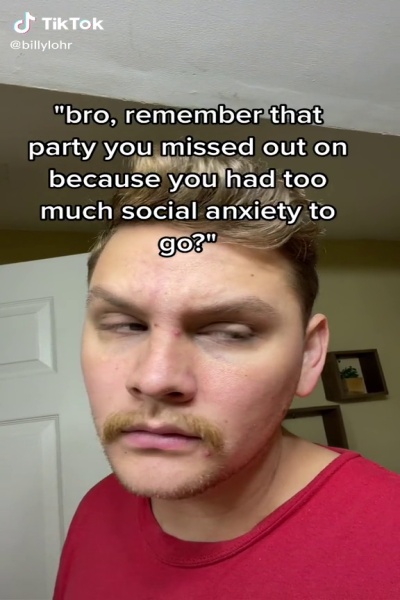 TikTok
@billylohr
"bro, remember that
party you missed out on
because you had too
much social anxiety to
go?"